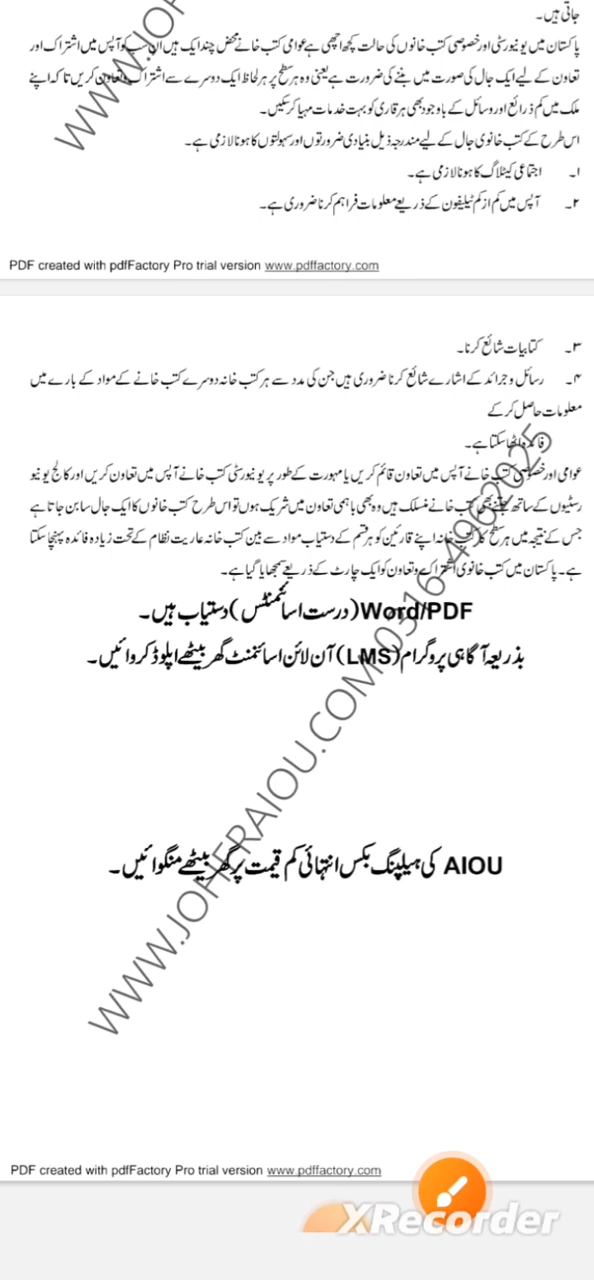 جاتی ہیں۔
پاکستان میں یونیورسٹی اور خصوصی کتب خانوں کی حالت کچھ اچھی ہے عوامی کتب خانے محض چند ایک ہیں ان سب کو آپس میں اشتراک اور
تعاون کے لیے ایک جال کی صورت میں بننے کی ضرورت ہے یعنی وہ ہر سطح پر ہر لحاظ ایک دوسرے سے اشتراک و تعاون کریں تاکہ اپنے
ملک میں کم ذرائع اور وسائل کے باوجود بھی ہر قاری کو بہت خدمات مہیا کر سکیں۔
اس طرح کے کتب خانوی جال کے لیے مندرجہ ذیل بنیادی ضرورتوں اور سہولتوں کا ہونا لازمی ہے۔
۱۔ اجتماعی کیٹلاگ کا ہونا لازمی ہے۔
۲۔ آپس میں کم از کم ٹیلیفون کے ذریعے معلومات فراہم کرنا ضروری ہے۔
PDF created with pdfFactory Pro trial version www.pdffactory.com
۳۔ کتابیات شائع کرنا۔
۴۔ رسائل و جرائد کے اشارے شائع کرنا ضروری ہیں جن کی مدد سے ہر کتب خانہ دوسرے کتب خانے کے مواد کے بارے میں
معلومات حاصل کر کے
فائدہ اٹھا سکتا ہے۔
عوامی اور خصوصی کتب خانے آپس میں تعاون قائم کریں یا مہورت کے طور پر یونیورسٹی کتب خانے آپس میں تعاون کریں اور کالج یونیو
رسٹیوں کے ساتھ جتنے بھی کتب خانے منسلک ہیں وہ بھی باہمی تعاون میں شریک ہوں تو اس طرح کتب خانوں کا ایک جال سا بن جاتا ہے
جس کے نتیجہ میں ہر سطح کا کتب خانہ اپنے قارئین کو ہر قسم کے دستیاب مواد سے بین کتب خانہ عاریت نظام کے تحت زیادہ فائدہ پہنچا سکتا
ہے۔ پاکستان میں کتب خانوی اشتراک و تعاون کو ایک چارٹ کے ذریعے سمجھایا گیا ہے۔
Word/PDF (درست اسائمنٹس) دستیاب ہیں۔
بذریعہ آگاہی پروگرام (LMS) آن لائن اسائمنٹ گھر بیٹھے اپلوڈ کروائیں۔
AIOU کی ہیلپنگ بکس انتہائی کم قیمت پر گھر بیٹھے منگوائیں۔
WWW.JOHERAIOU.COM 0316-4962025
PDF created with pdfFactory Pro trial version www.pdffactory.com
XRecorder